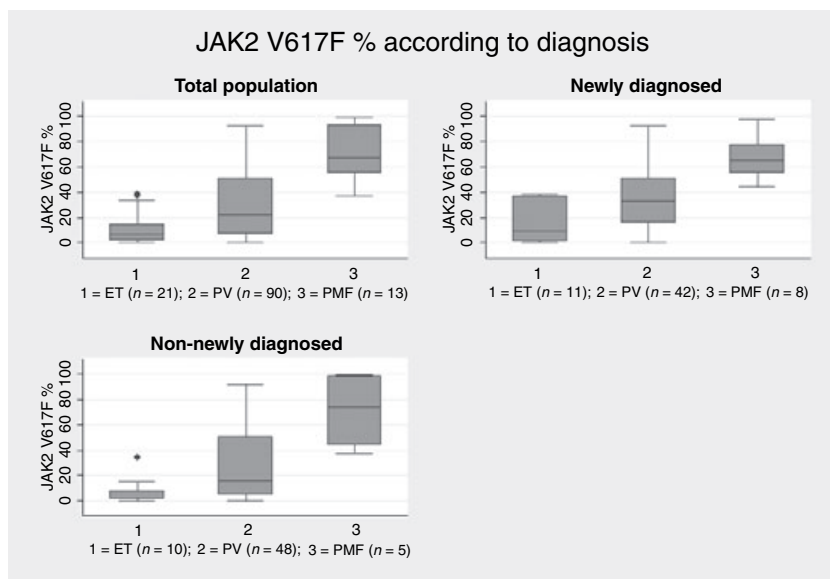 JAK2 V617F % according to diagnosis
Total population
JAK2 V617F %
100
80
60
40
20
0
1 2 3
1 = ET (n = 21); 2 = PV (n = 90); 3 = PMF (n = 13)
Newly diagnosed
JAK2 V617F %
100
80
60
40
20
0
1 2 3
1 = ET (n = 11); 2 = PV (n = 42); 3 = PMF (n = 8)
Non-newly diagnosed
JAK2 V617F %
100
80
60
40
20
0
1 2 3
1 = ET (n = 10); 2 = PV (n = 48); 3 = PMF (n = 5)